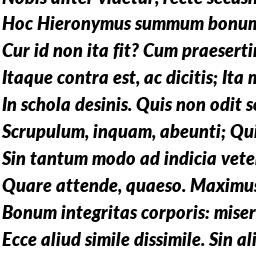 Nobis aliter videtur, recte secus
Hoc Hieronymus summum bonum
Cur id non ita fit? Cum praeserti
Itaque contra est, ac dicitis; Ita n
In schola desinis. Quis non odit s
Scrupulum, inquam, abeunti; Qui
Sin tantum modo ad indicia vete
Quare attende, quaeso. Maximus
Bonum integritas corporis: miser
Ecce aliud simile dissimile. Sin ali